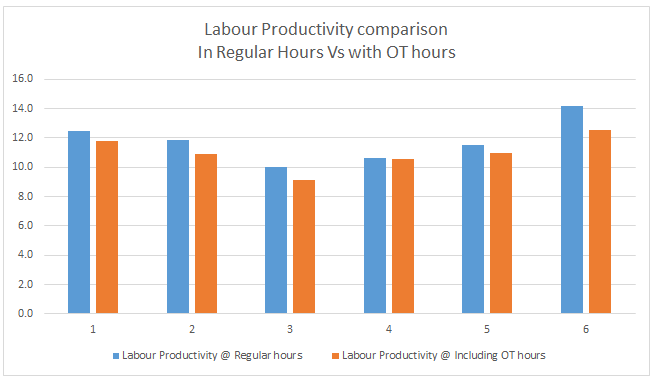 Labour Productivity comparison
In Regular Hours Vs with OT hours
16.0
14.0
12.0
10.0
8.0
6.0
4.0
2.0
0.0
1 2 3 4 5 6
Labour Productivity @ Regular hours Labour Productivity @ Including OT hours